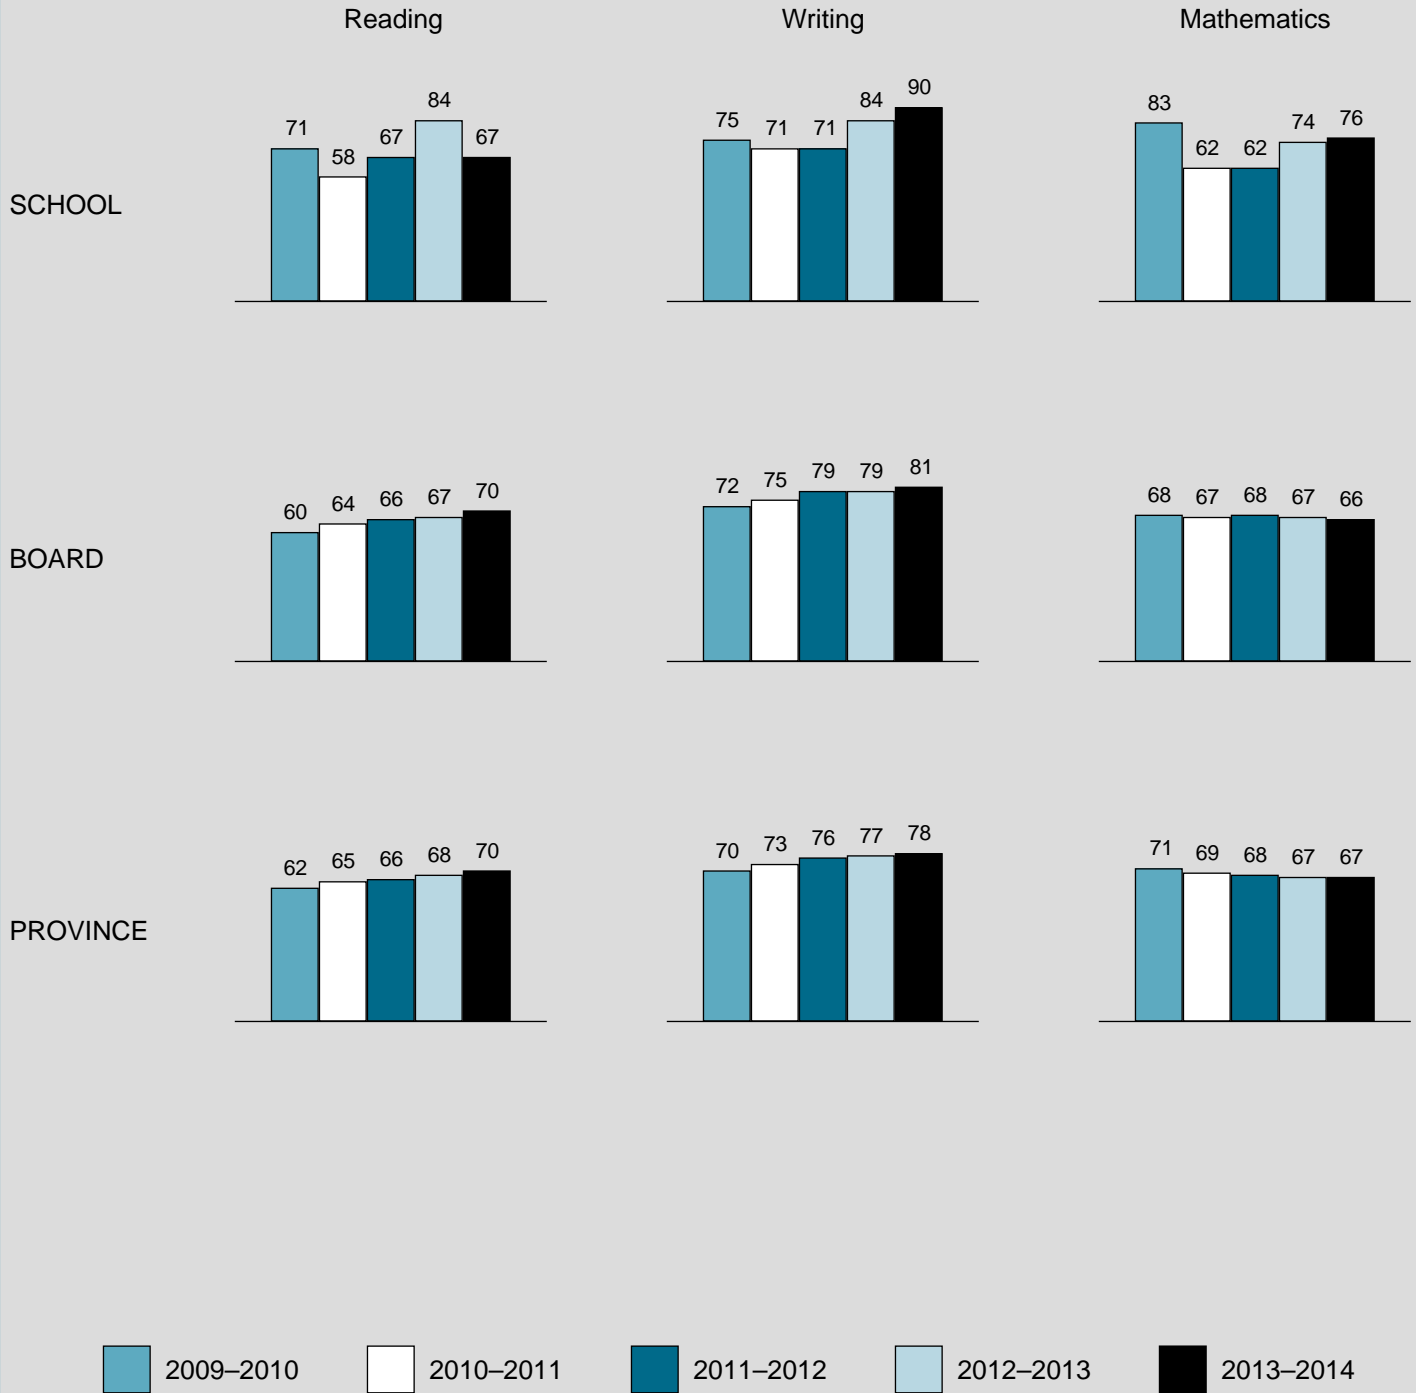 Reading Writing Mathematics
71 58 67 84 67 75 71 71 84 90 83 62 62 74 76
SCHOOL
60 64 66 67 70 72 75 79 79 81 68 67 68 67 66
BOARD
62 65 66 68 70 70 73 76 77 78 71 69 68 67 67
PROVINCE
2009–2010 2010–2011 2011–2012 2012–2013 2013–2014